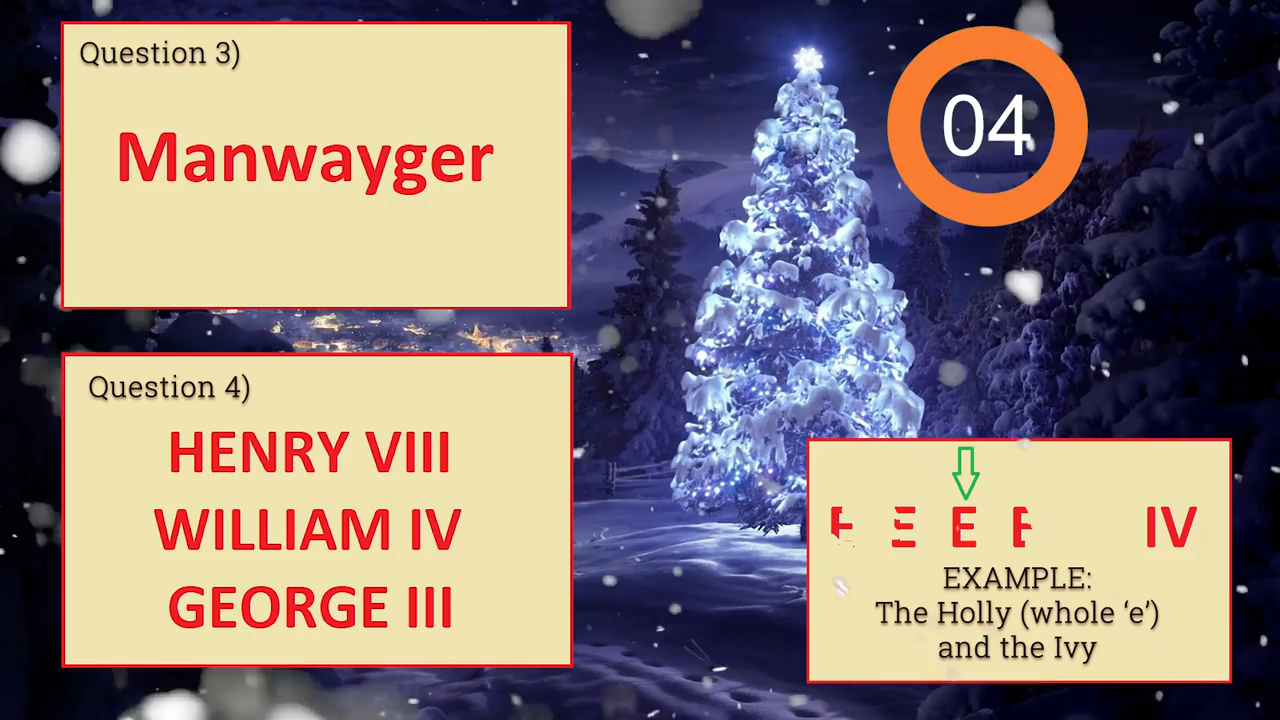 Question 3)
Manwayger
04
Question 4)
HENRY VIII
WILLIAM IV
GEORGE III
E IV
EXAMPLE:
The Holly (whole ‘e’)
and the Ivy